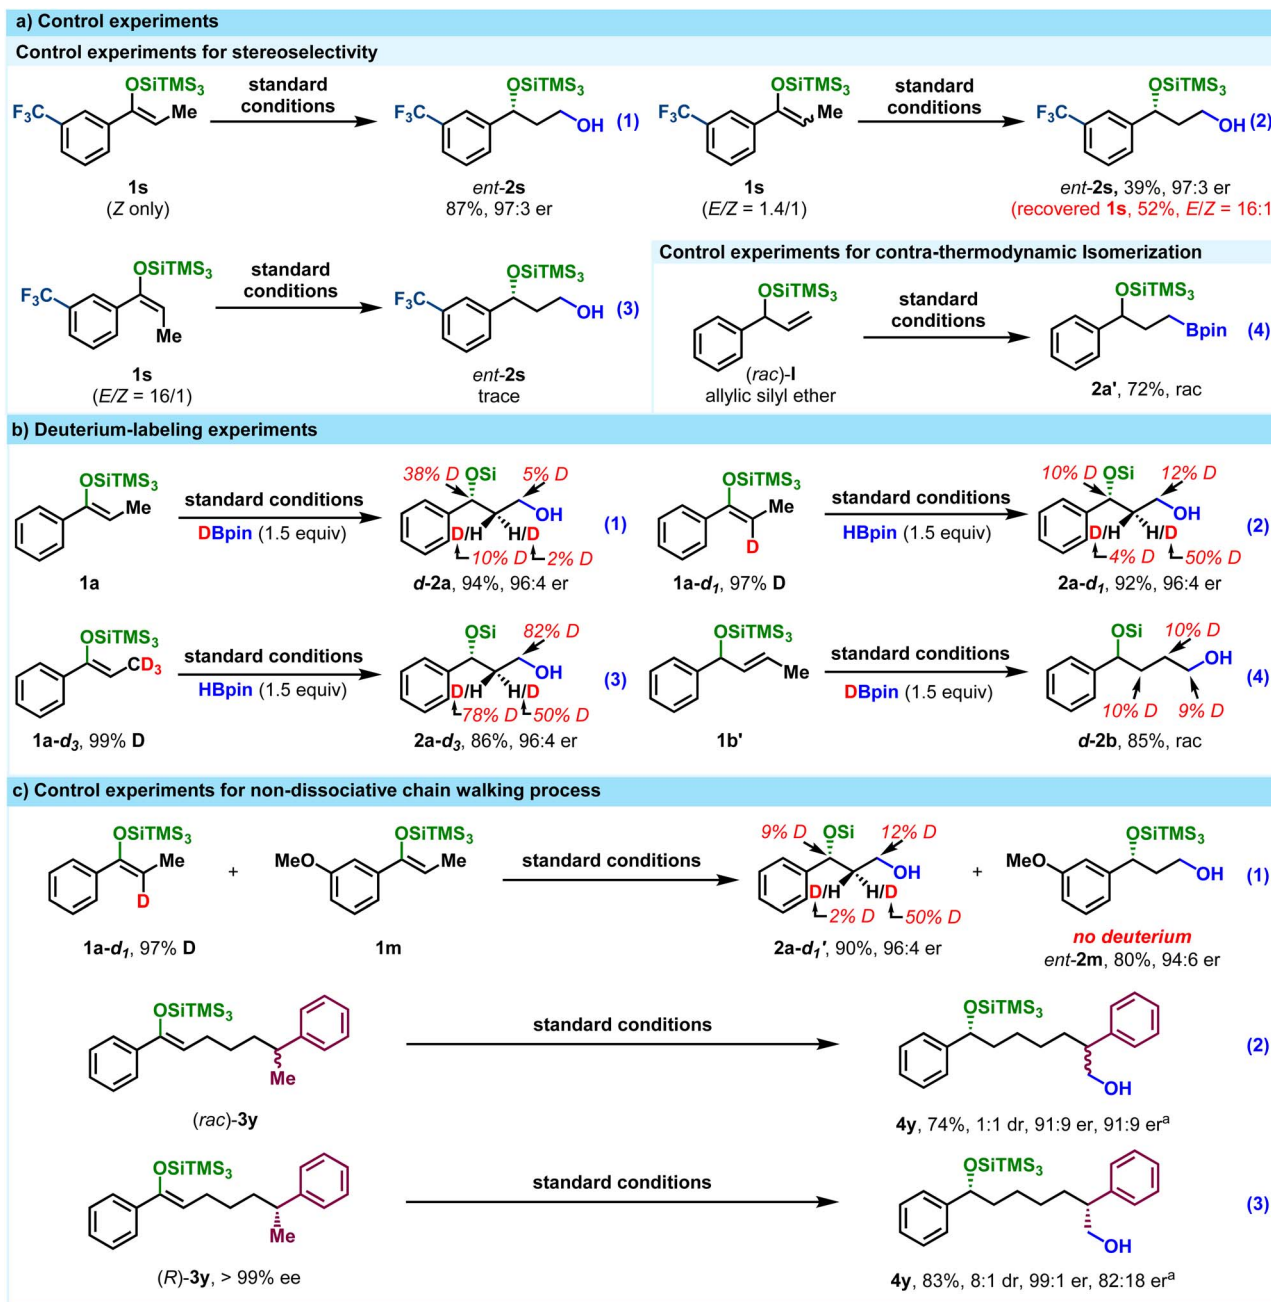 a) Control experiments
Control experiments for stereoselectivity
OSiTMS3
F3C
Me
1s
(Z only)
standard
conditions
OSiTMS3
F3C
OH
(1)
ent-2s
87%, 97:3 er
OSiTMS3
F3C
Me
1s
(E/Z = 1.4/1)
standard
conditions
OSiTMS3
F3C
OH
(2)
ent-2s, 39%, 97:3 er
(recovered 1s, 52%, E/Z = 16:1
OSiTMS3
F3C
Me
1s
(E/Z = 16/1)
standard
conditions
OSiTMS3
F3C
OH
(3)
ent-2s
trace
Control experiments for contra-thermodynamic Isomerization
OSiTMS3
(rac)-I
allylic silyl ether
standard
conditions
OSiTMS3
Bpin
(4)
2a', 72%, rac
b) Deuterium-labeling experiments
OSiTMS3
Me
1a
standard conditions
DBpin (1.5 equiv)
38% D
OSi
5% D
OH
D/H
H/D
10% D
2% D
(1)
d-2a, 94%, 96:4 er
OSiTMS3
Me
D
1a-d1, 97% D
standard conditions
HBpin (1.5 equiv)
10% D
OSi
12% D
OH
D/H
H/D
4% D
50% D
(2)
2a-d1, 92%, 96:4 er
OSiTMS3
CD3
1a-d3, 99% D
standard conditions
HBpin (1.5 equiv)
OSi
82% D
OH
D/H
H/D
78% D
50% D
(3)
2a-d3, 86%, 96:4 er
OSiTMS3
Me
1b'
standard conditions
DBpin (1.5 equiv)
OSi
10% D
OH
10% D
9% D
(4)
d-2b, 85%, rac
c) Control experiments for non-dissociative chain walking process
OSiTMS3
Me
D
1a-d1, 97% D
+
OSiTMS3
MeO
Me
1m
standard conditions
9% D
OSi
12% D
OH
D/H
H/D
2% D
50% D
2a-d1', 90%, 96:4 er
+
OSiTMS3
MeO
OH
(1)
no deuterium
ent-2m, 80%, 94:6 er
OSiTMS3
Me
(rac)-3y
standard conditions
OSiTMS3
OH
(2)
4y, 74%, 1:1 dr, 91:9 er, 91:9 er^a
OSiTMS3
Me
(R)-3y, > 99% ee
standard conditions
OSiTMS3
OH
(3)
4y, 83%, 8:1 dr, 99:1 er, 82:18 er^a